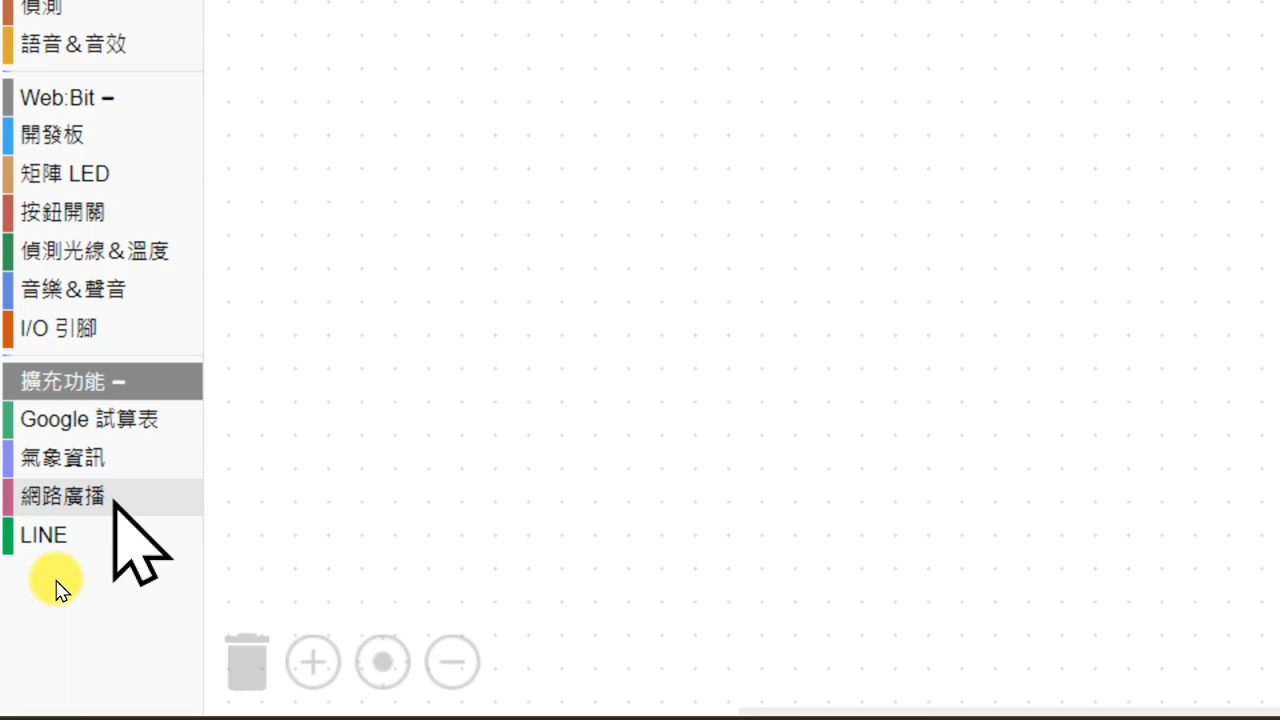 偵測
語音＆音效
Web:Bit −
開發板
矩陣 LED
按鈕開關
偵測光線＆溫度
音樂＆聲音
I/O 引腳
擴充功能 −
Google 試算表
氣象資訊
網路廣播
LINE